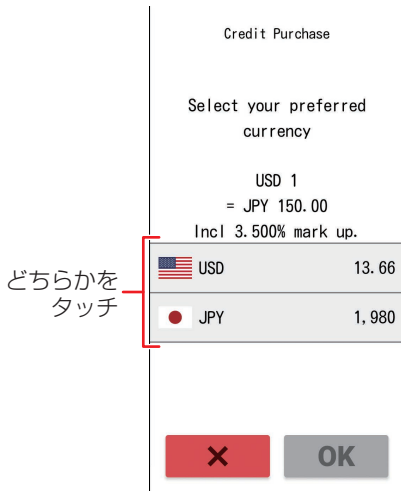 Credit Purchase
Select your preferred
currency
USD 1
= JPY 150.00
Incl 3.500% mark up.
どちらかを
タッチ
USD 13.66
JPY 1,980
× OK